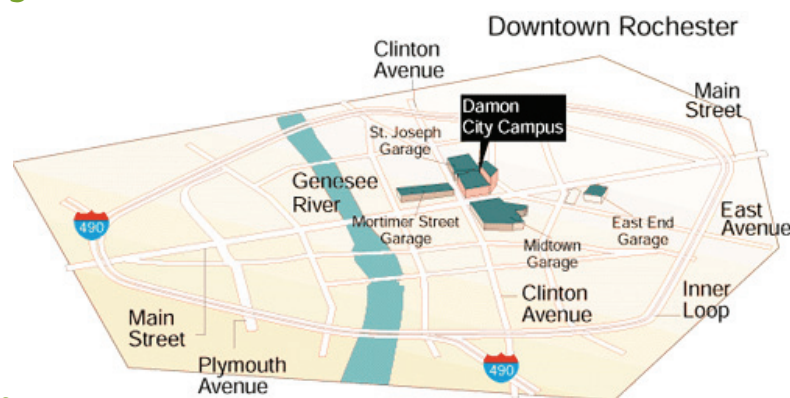 Downtown Rochester
Clinton
Avenue
Main
Street
Damon
City Campus
St. Joseph
Garage
Genesee
River
Mortimer Street
Garage
East End
Garage
East
Avenue
490
Midtown
Garage
Clinton
Avenue
Inner
Loop
Main
Street
Plymouth
Avenue
490